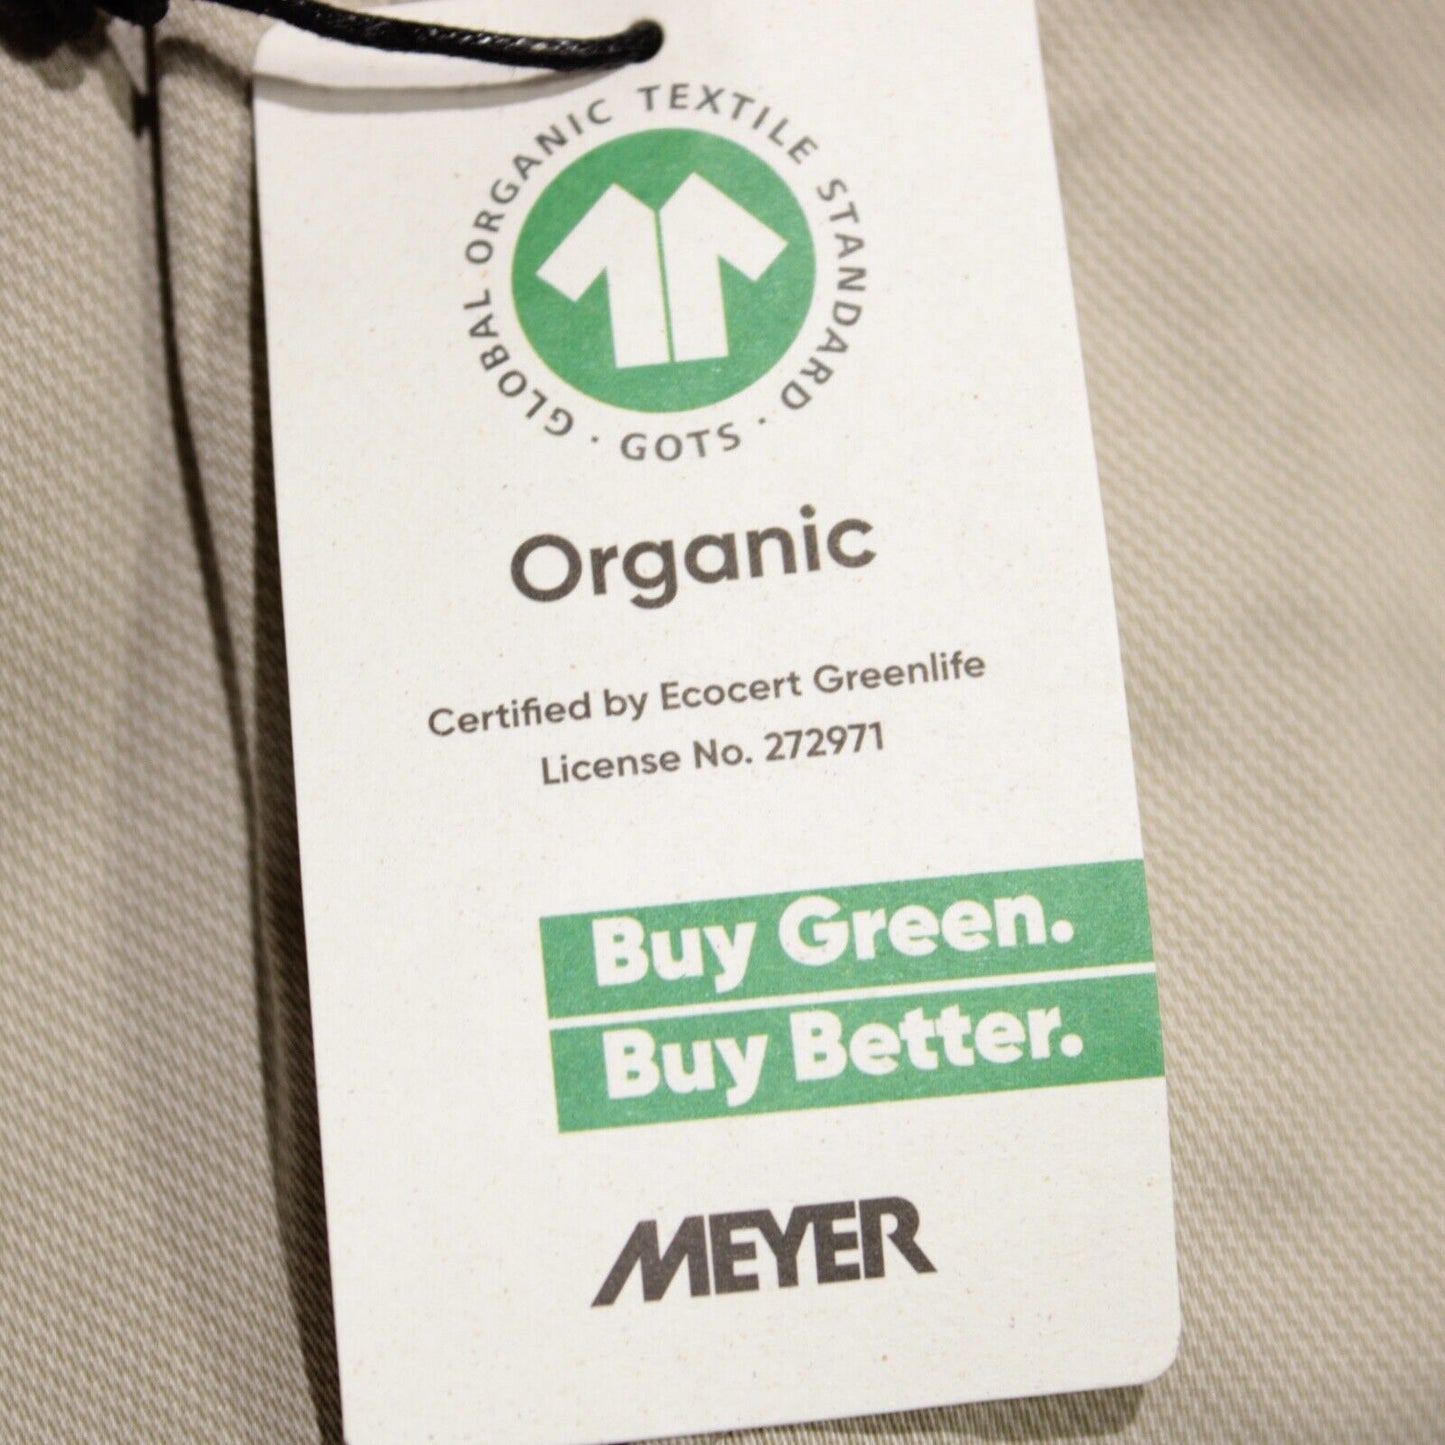 GLOBAL ORGANIC TEXTILE STANDARD · GOTS ·
Organic
Certified by Ecocert Greenlife
License No. 272971
Buy Green.
Buy Better.
MEYER